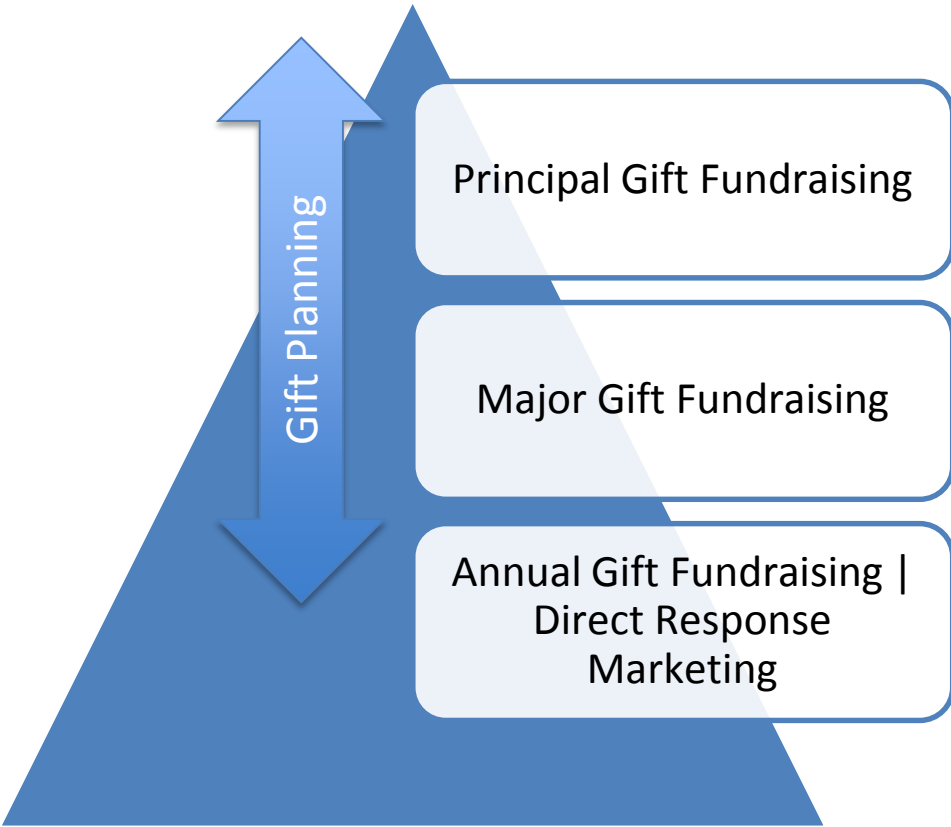 Gift Planning
Principal Gift Fundraising
Major Gift Fundraising
Annual Gift Fundraising |
Direct Response
Marketing